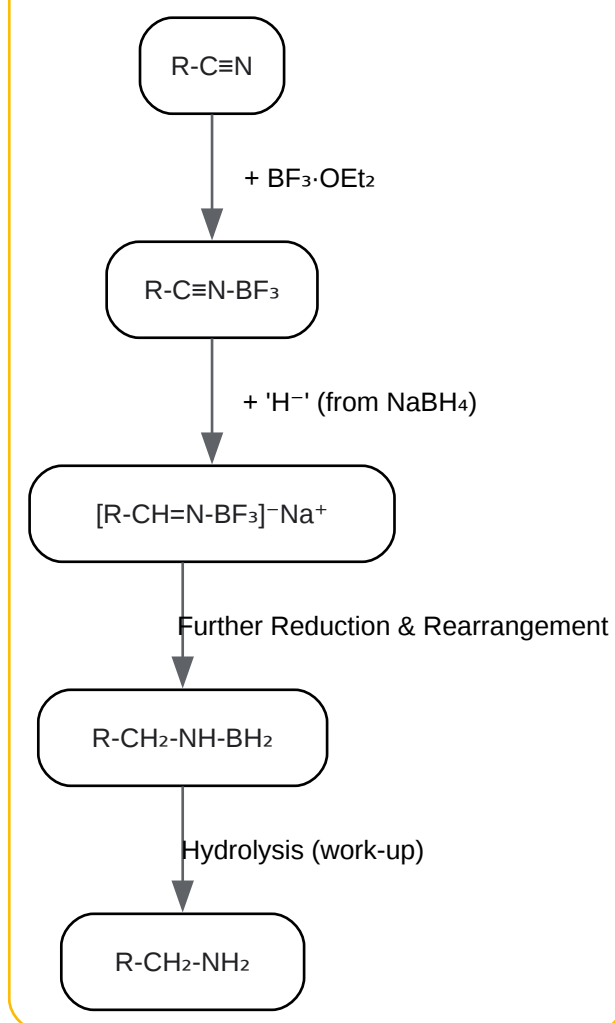 R-C≡N
+ BF₃·OEt₂
R-C≡N-BF₃
+ 'H⁻' (from NaBH₄)
[R-CH=N-BF₃]⁻Na⁺
Further Reduction & Rearrangement
R-CH₂-NH-BH₂
Hydrolysis (work-up)
R-CH₂-NH₂